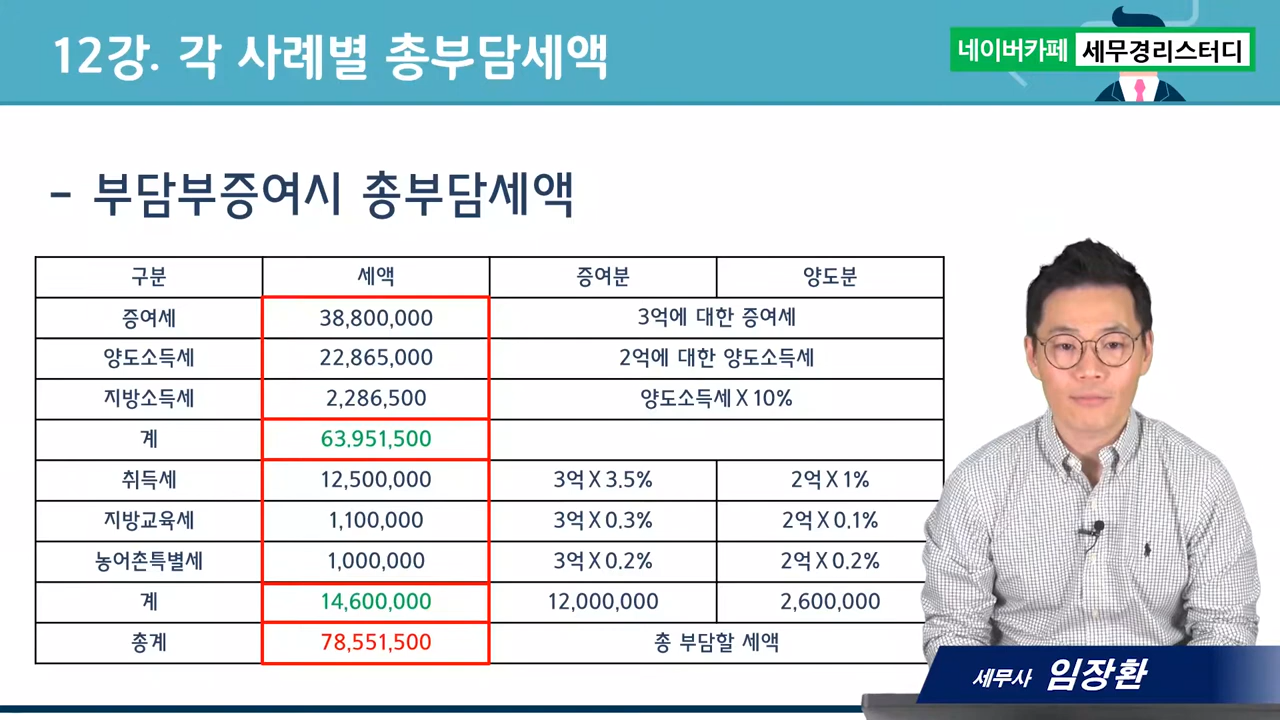 12강. 각 사례별 총부담세액
네이버카페 세무경리스터디
- 부담부증여시 총부담세액
구분 세액 증여분 양도분
증여세 38,800,000 3억에 대한 증여세
양도소득세 22,865,000 2억에 대한 양도소득세
지방소득세 2,286,500 양도소득세 X 10%
계 63,951,500
취득세 12,500,000 3억 X 3.5% 2억 X 1%
지방교육세 1,100,000 3억 X 0.3% 2억 X 0.1%
농어촌특별세 1,000,000 3억 X 0.2% 2억 X 0.2%
계 14,600,000 12,000,000 2,600,000
총계 78,551,500 총 부담할 세액
세무사 임장환